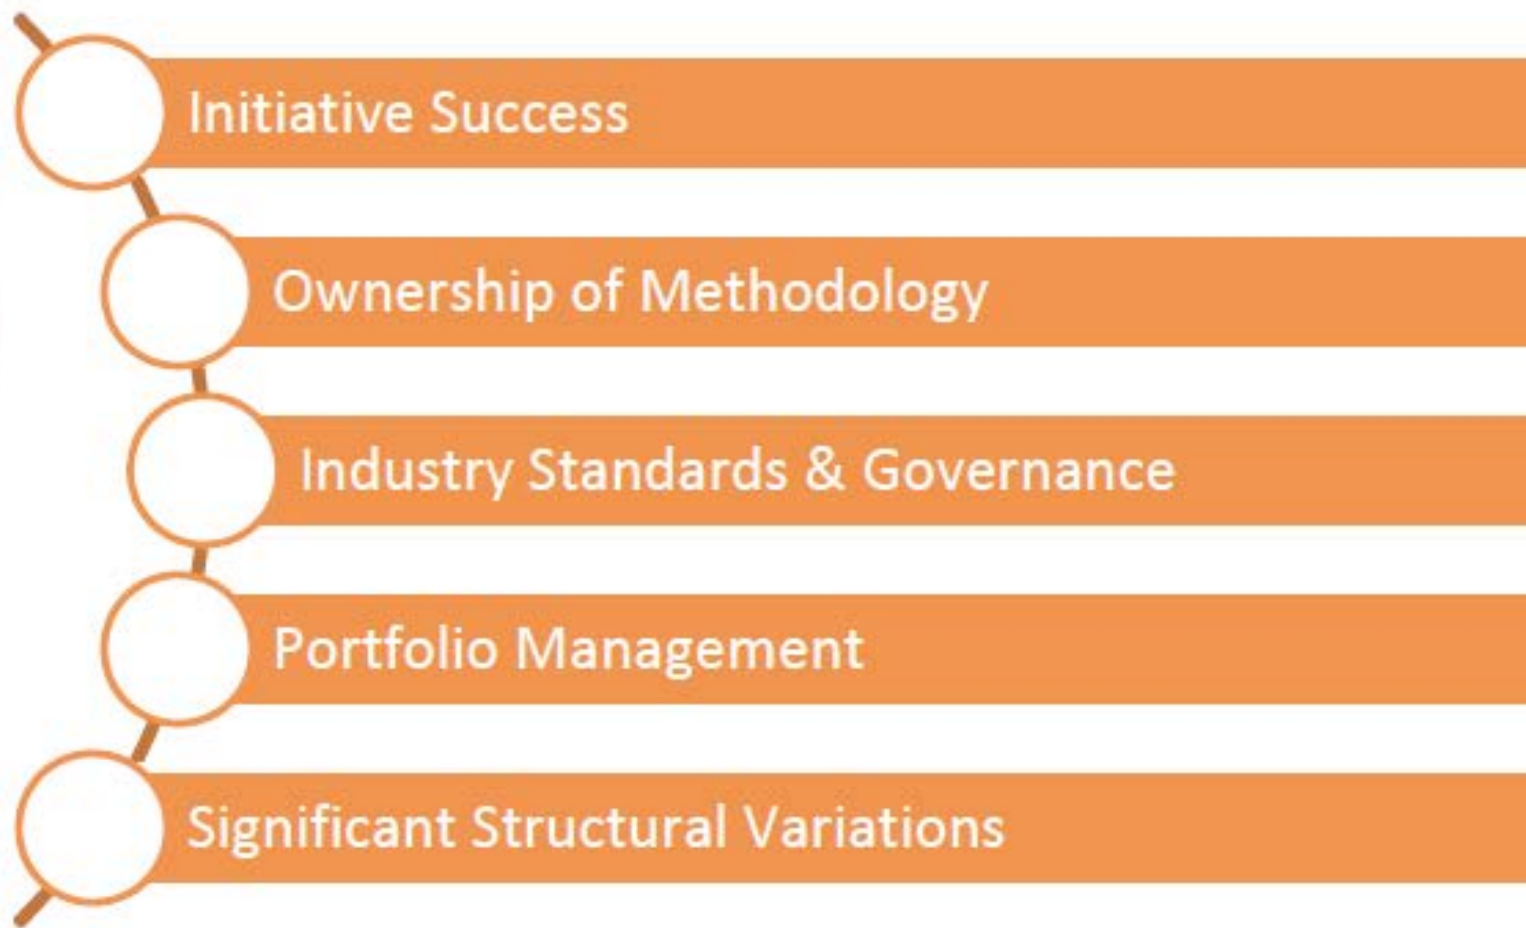 Initiative Success
Ownership of Methodology
Industry Standards & Governance
Portfolio Management
Significant Structural Variations